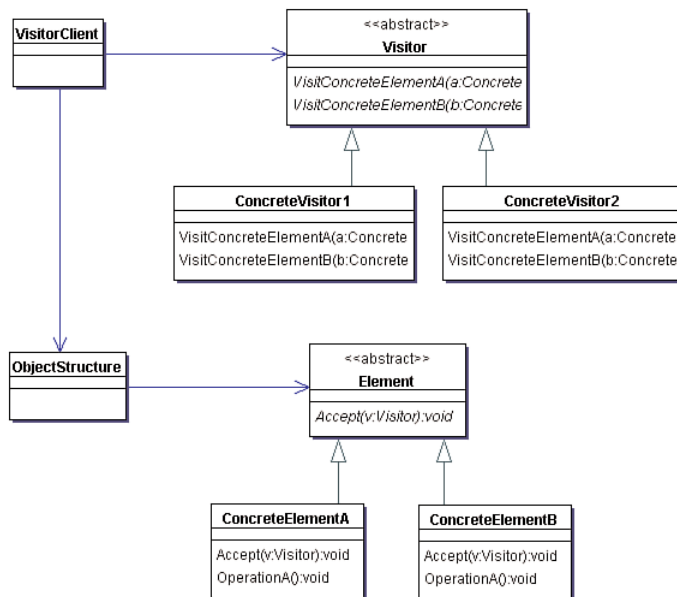 VisitorClient
<<abstract>>
Visitor
VisitConcreteElementA(a:Concrete
VisitConcreteElementB(b:Concrete
ConcreteVisitor1
VisitConcreteElementA(a:Concrete
VisitConcreteElementB(b:Concrete
ConcreteVisitor2
VisitConcreteElementA(a:Concrete
VisitConcreteElementB(b:Concrete
ObjectStructure
<<abstract>>
Element
Accept(v:Visitor):void
ConcreteElementA
Accept(v:Visitor):void
OperationA():void
ConcreteElementB
Accept(v:Visitor):void
OperationA():void